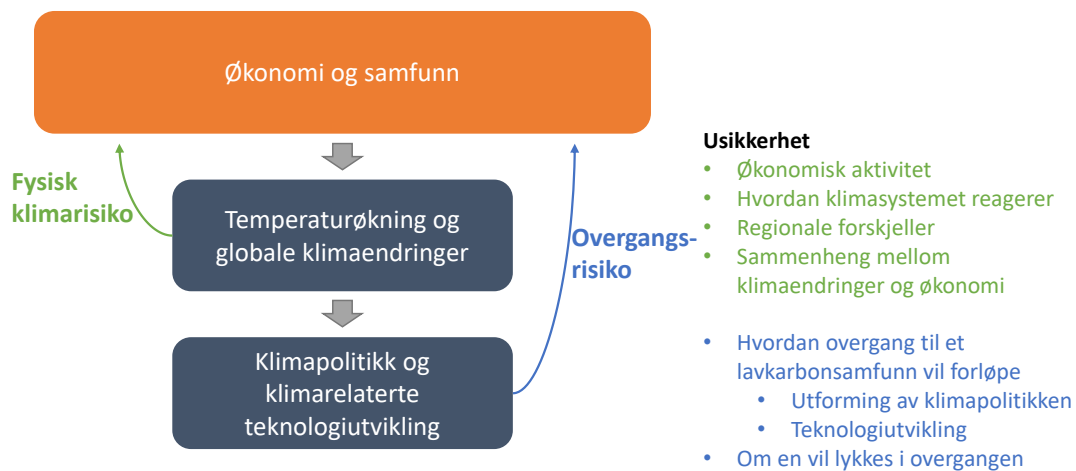 Økonomi og samfunn
Fysisk
klimarisiko
Temperaturøkning og
globale klimaendringer
Overgangs-
risiko
Klimapolitikk og
klimarelaterte
teknologiutvikling
Usikkerhet
• Økonomisk aktivitet
• Hvordan klimasystemet reagerer
• Regionale forskjeller
• Sammenheng mellom
klimaendringer og økonomi
• Hvordan overgang til et
lavkarbonsamfunn vil forløpe
• Utforming av klimapolitikken
• Teknologiutvikling
• Om en vil lykkes i overgangen